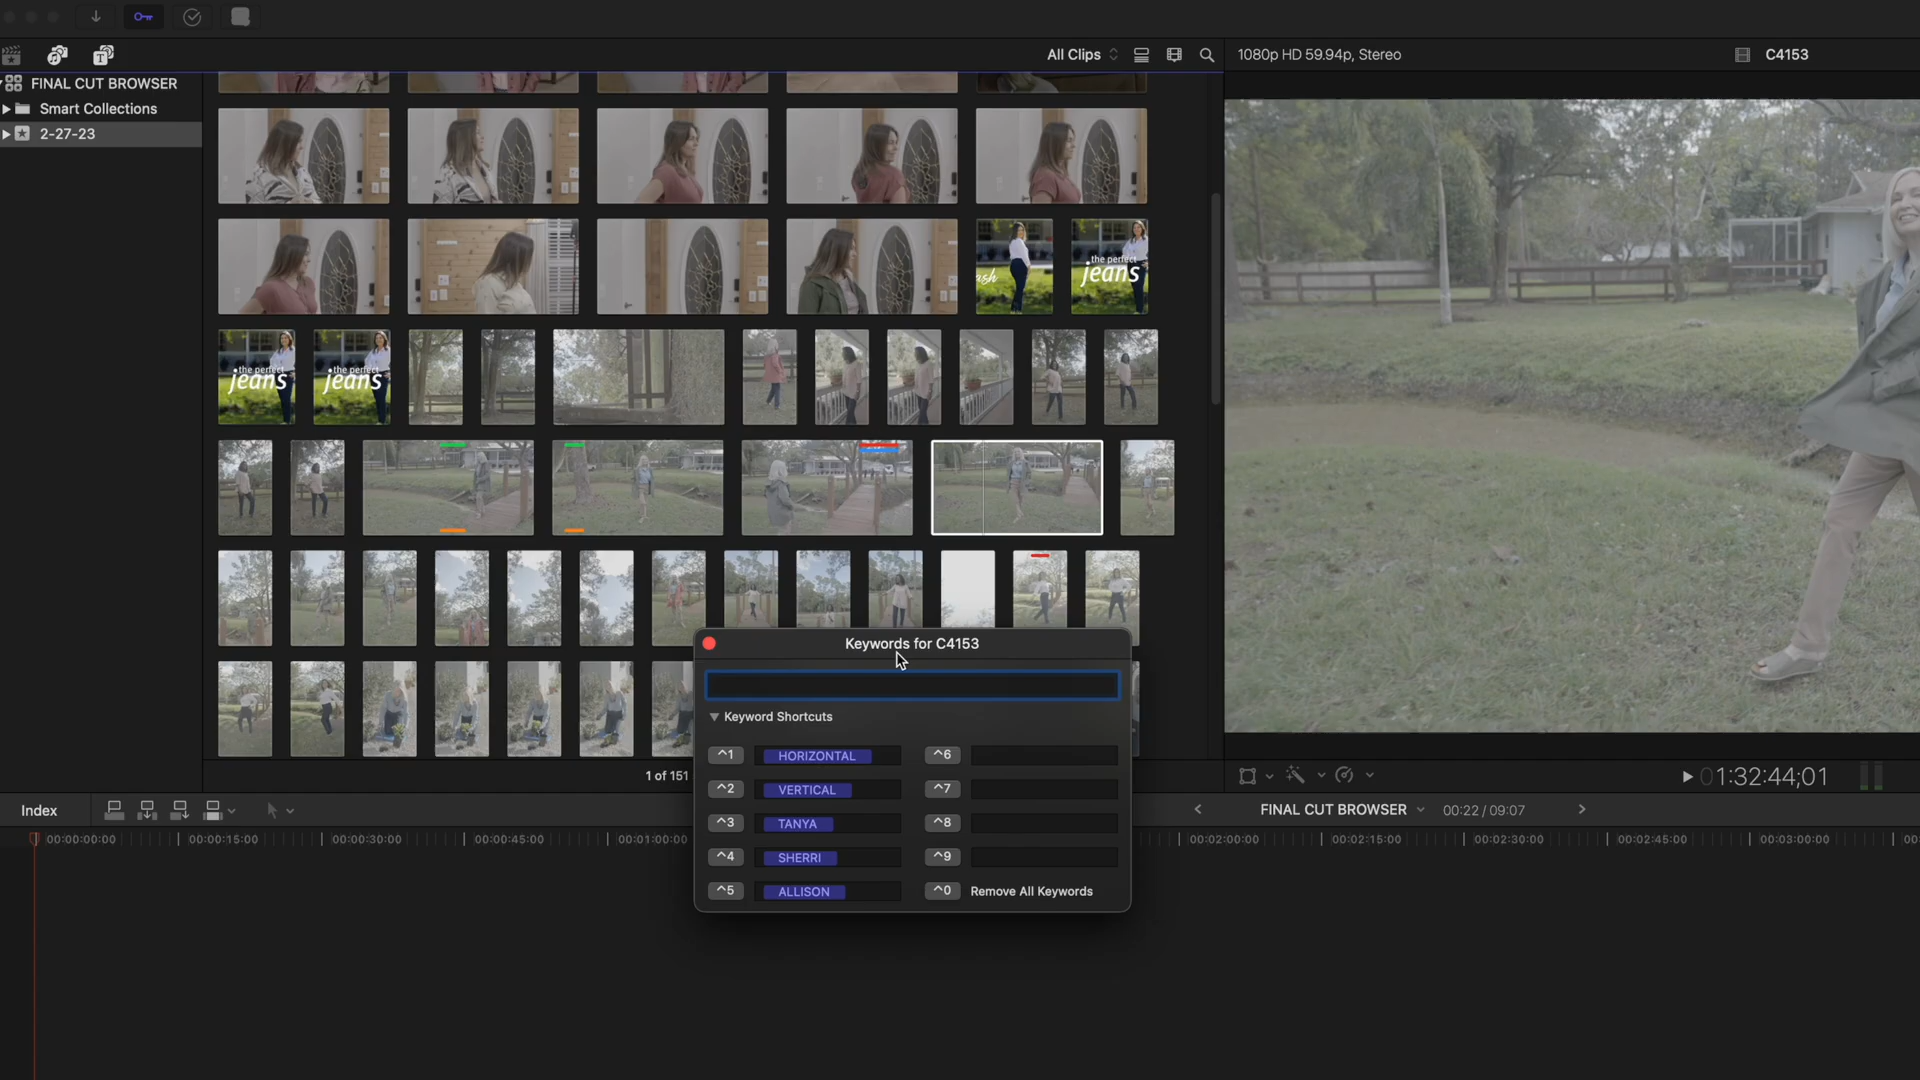 All Clips
1080p HD 59.94p, Stereo
C4153
FINAL CUT BROWSER
Smart Collections
2-27-23
ash
the perfect
jeans
the perfect
jeans
the perfect
jeans
Keywords for C4153
Keyword Shortcuts
^1 HORIZONTAL ^6
^2 VERTICAL ^7
^3 TANYA ^8
^4 SHERRI ^9
^5 ALLISON ^0 Remove All Keywords
1 of 151
01:32:44;01
Index
FINAL CUT BROWSER
00:22 / 09:07
00:00:00:00 00:00:15:00 00:00:30:00 00:00:45:00 00:01:00:00 00:02:00:00 00:02:15:00 00:02:30:00 00:02:45:00 00:03:00:00